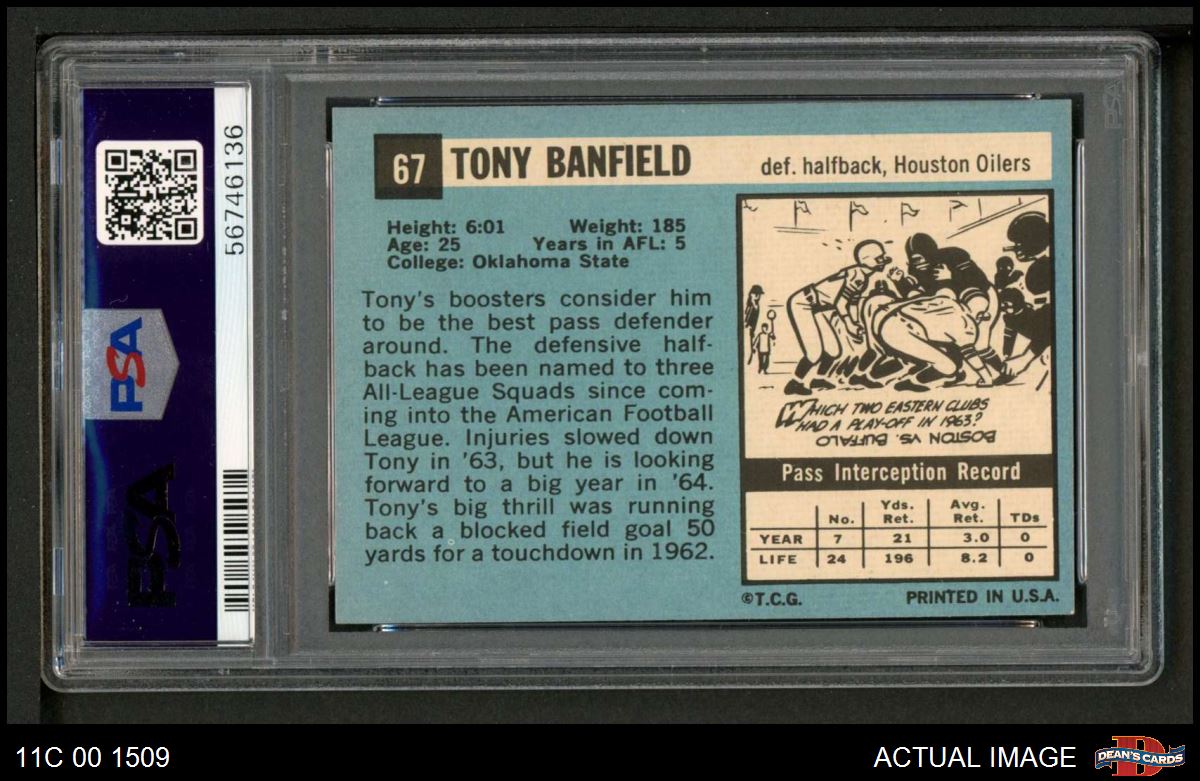 56746136
PSA
PSA
67
TONY BANFIELD
def. halfback, Houston Oilers
Height: 6:01 Weight: 185
Age: 25 Years in AFL: 5
College: Oklahoma State
Tony's boosters consider him
to be the best pass defender
around. The defensive half-
back has been named to three
All-League Squads since com-
ing into the American Football
League. Injuries slowed down
Tony in '63, but he is looking
forward to a big year in '64.
Tony's big thrill was running
back a blocked field goal 50
yards for a touchdown in 1962.
WHICH TWO EASTERN CLUBS
HAD A PLAY-OFF IN 1963?
BOSTON VS. BUFFALO
Pass Interception Record
No. Yds. Ret. Avg. Ret. TDs
YEAR 7 21 3.0 0
LIFE 24 196 8.2 0
©T.C.G. PRINTED IN U.S.A.
PSA
11C 00 1509
ACTUAL IMAGE
DEAN'S CARDS